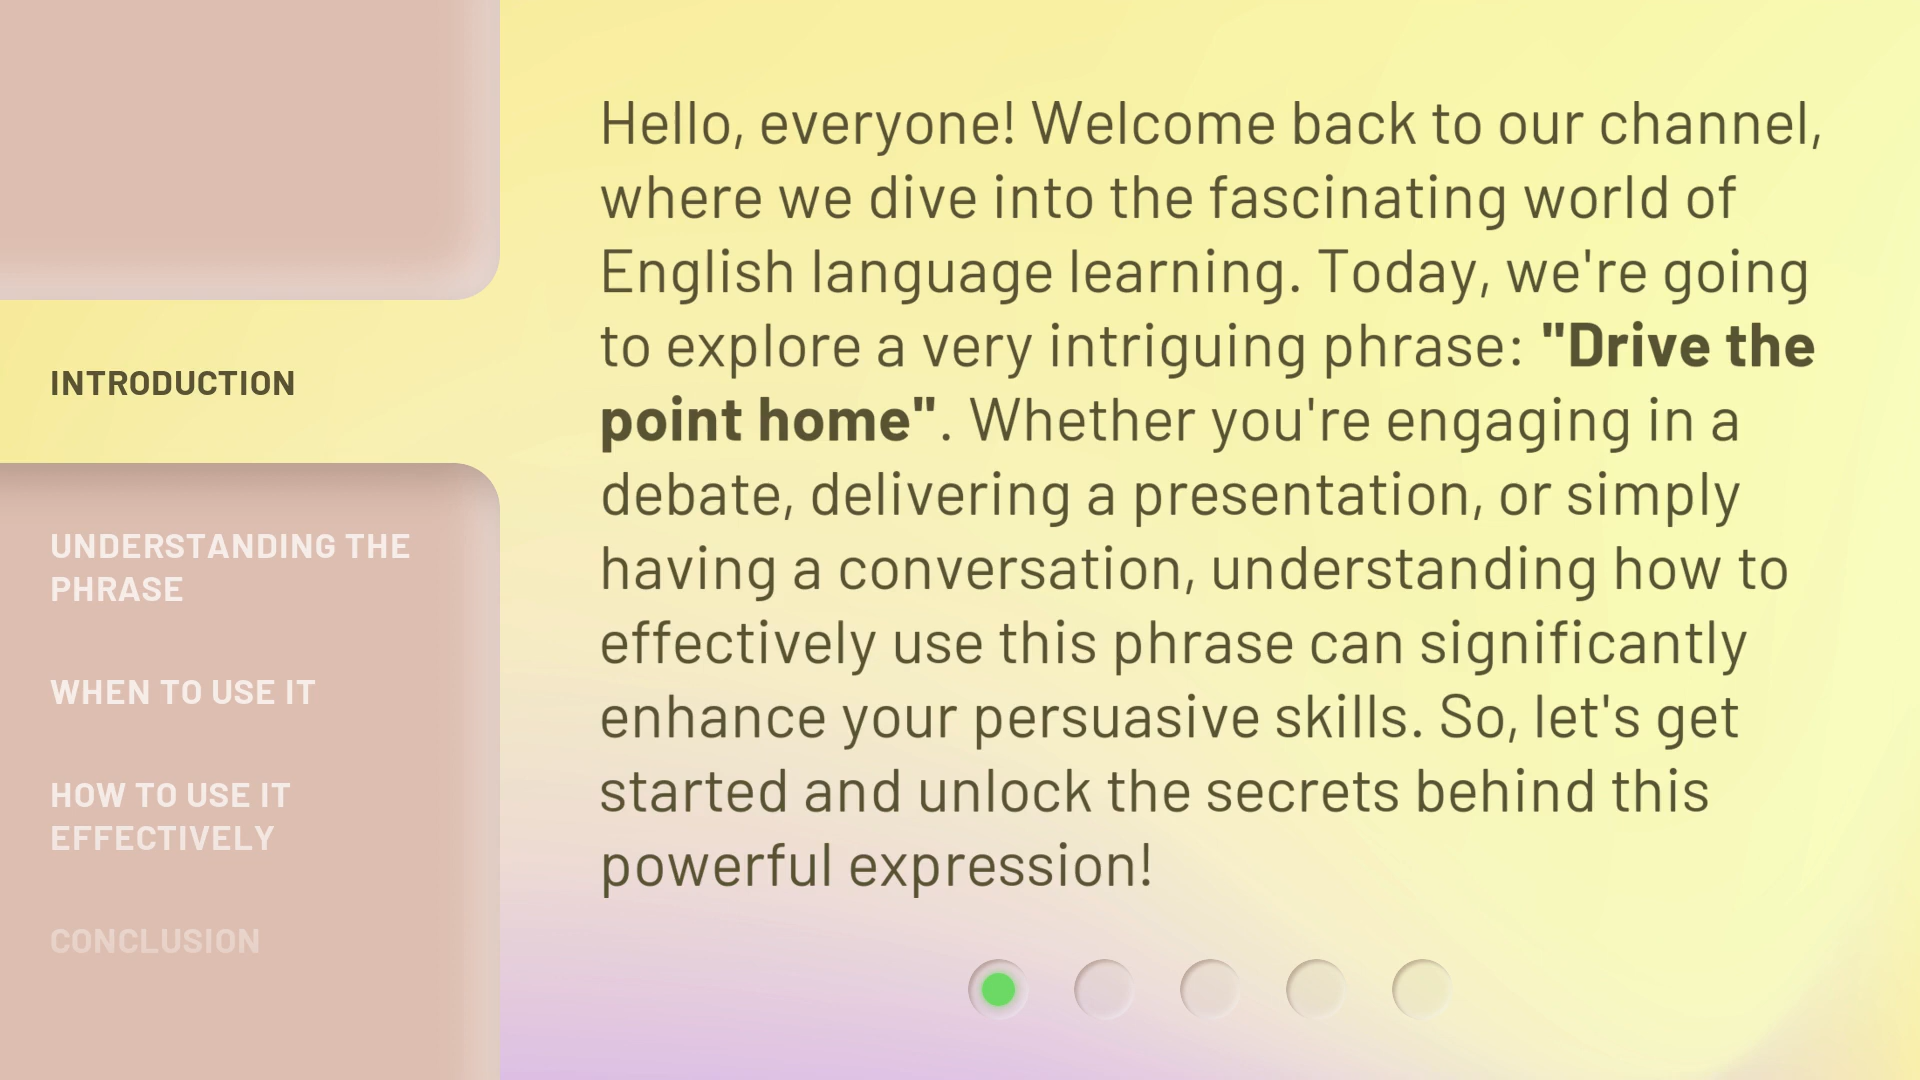 INTRODUCTION
UNDERSTANDING THE
PHRASE
WHEN TO USE IT
HOW TO USE IT
EFFECTIVELY
CONCLUSION
Hello, everyone! Welcome back to our channel,
where we dive into the fascinating world of
English language learning. Today, we're going
to explore a very intriguing phrase: "Drive the
point home". Whether you're engaging in a
debate, delivering a presentation, or simply
having a conversation, understanding how to
effectively use this phrase can significantly
enhance your persuasive skills. So, let's get
started and unlock the secrets behind this
powerful expression!